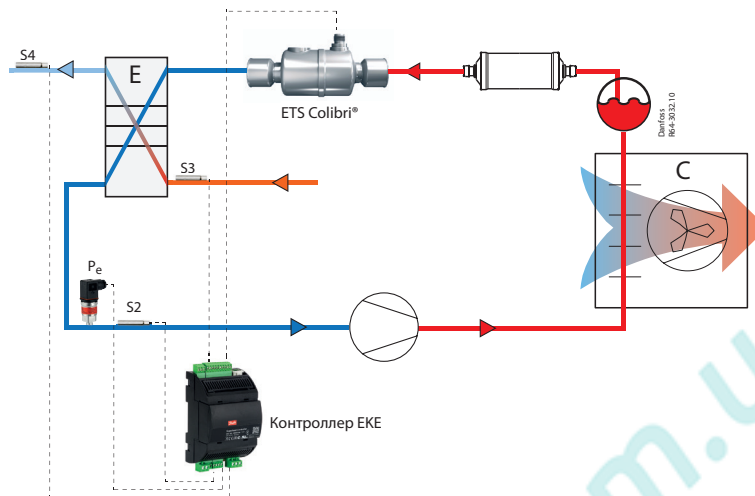 S4
E
ETS Colibri®
Danfoss
R64-3032.10
C
S3
Pe
S2
Контроллер EKE
m.u